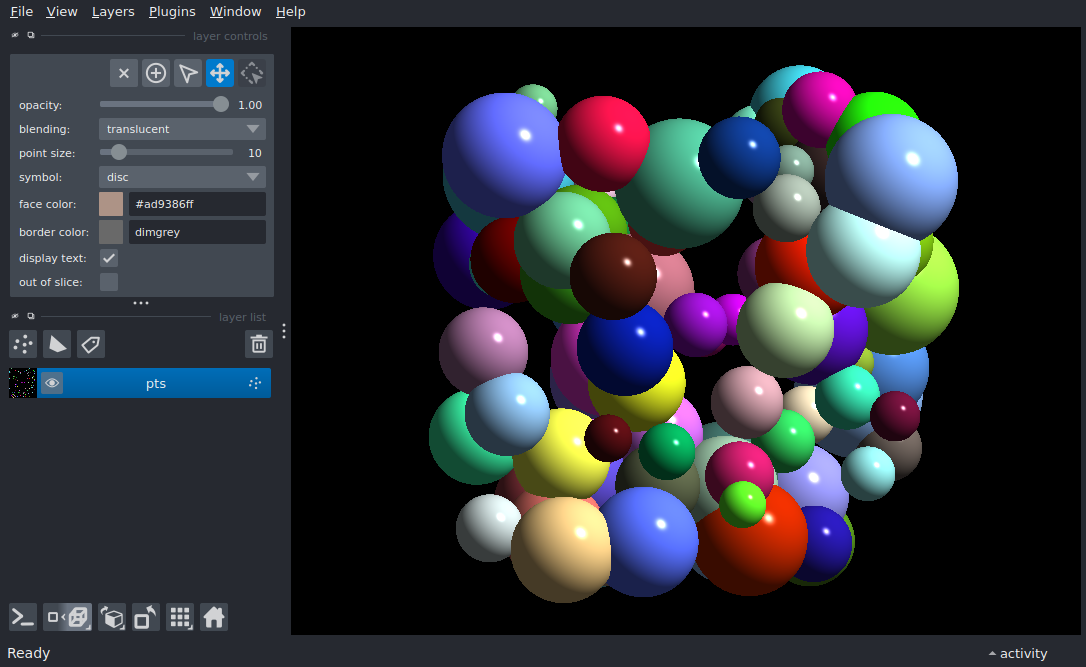 File View Layers Plugins Window Help
layer controls
opacity: 1.00
blending: translucent
point size: 10
symbol: disc
face color: #ad9386ff
border color: dimgrey
display text:
out of slice:
layer list
pts
Ready activity